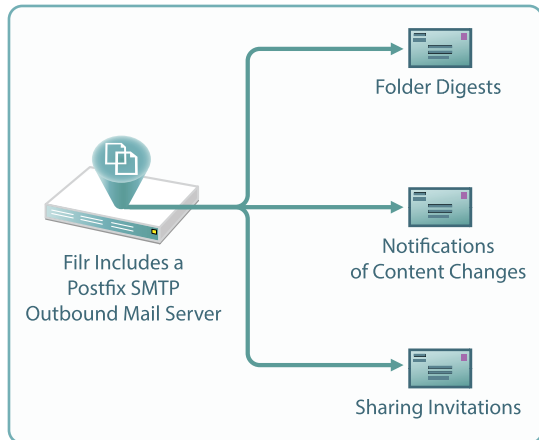 Folder Digests
Filr Includes a
Postfix SMTP
Outbound Mail Server
Notifications
of Content Changes
Sharing Invitations